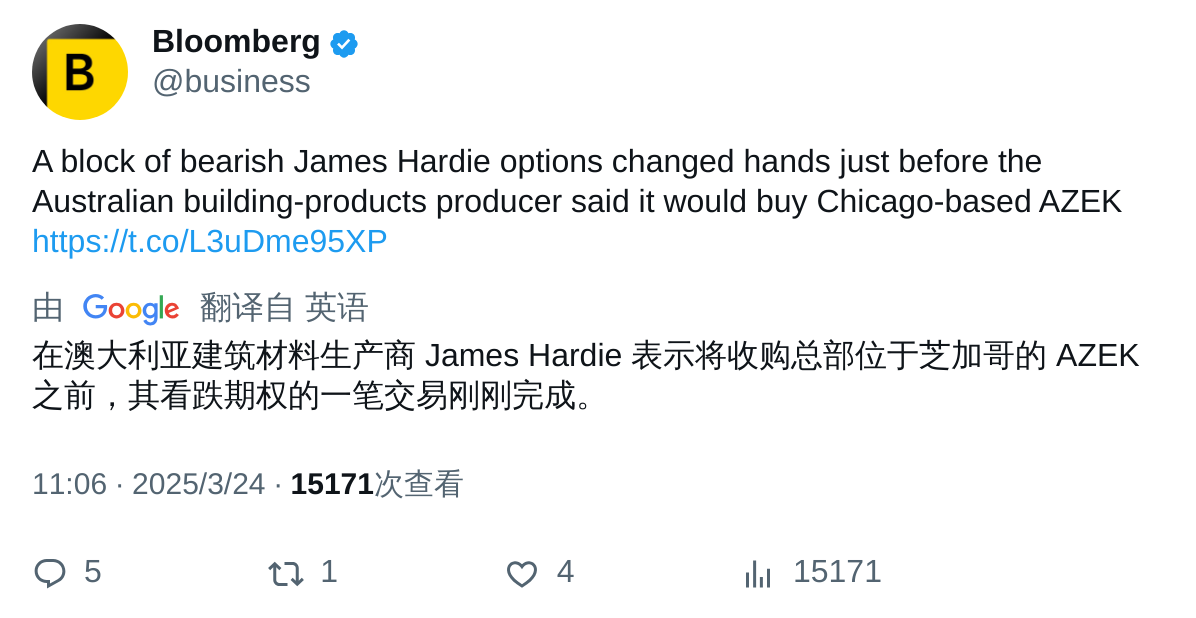 B
Bloomberg
@business
A block of bearish James Hardie options changed hands just before the
Australian building-products producer said it would buy Chicago-based AZEK
https://t.co/L3uDme95XP
由 Google 翻译自 英语
在澳大利亚建筑材料生产商 James Hardie 表示将收购总部位于芝加哥的 AZEK
之前，其看跌期权的一笔交易刚刚完成。
11:06 · 2025/3/24 · 15171次查看
5 1 4 15171